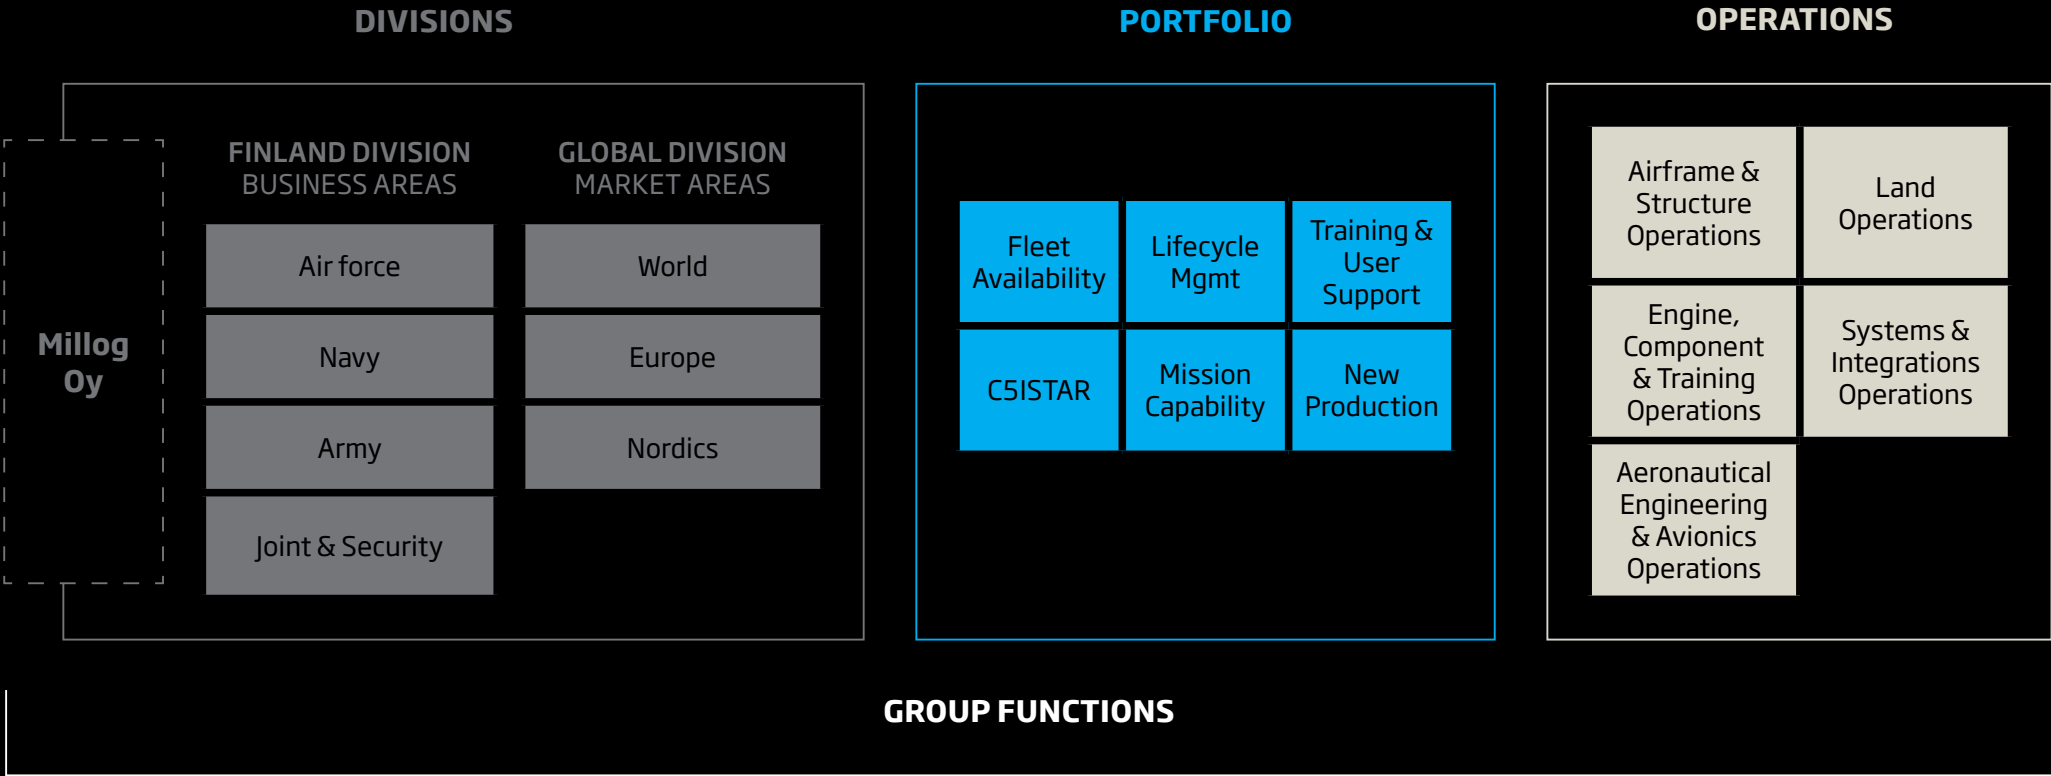 DIVISIONS
PORTFOLIO
OPERATIONS
Millog
Oy
FINLAND DIVISION
BUSINESS AREAS
Air force
Navy
Army
Joint & Security
GLOBAL DIVISION
MARKET AREAS
World
Europe
Nordics
Fleet
Availability
Lifecycle
Mgmt
Training &
User
Support
C5ISTAR
Mission
Capability
New
Production
Airframe &
Structure
Operations
Land
Operations
Engine,
Component
& Training
Operations
Systems &
Integrations
Operations
Aeronautical
Engineering
& Avionics
Operations
GROUP FUNCTIONS